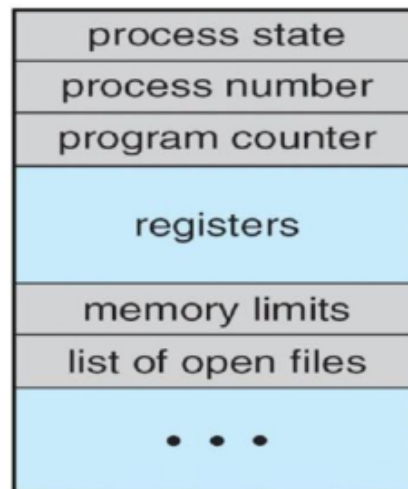 process state
process number
program counter
registers
memory limits
list of open files
• • •